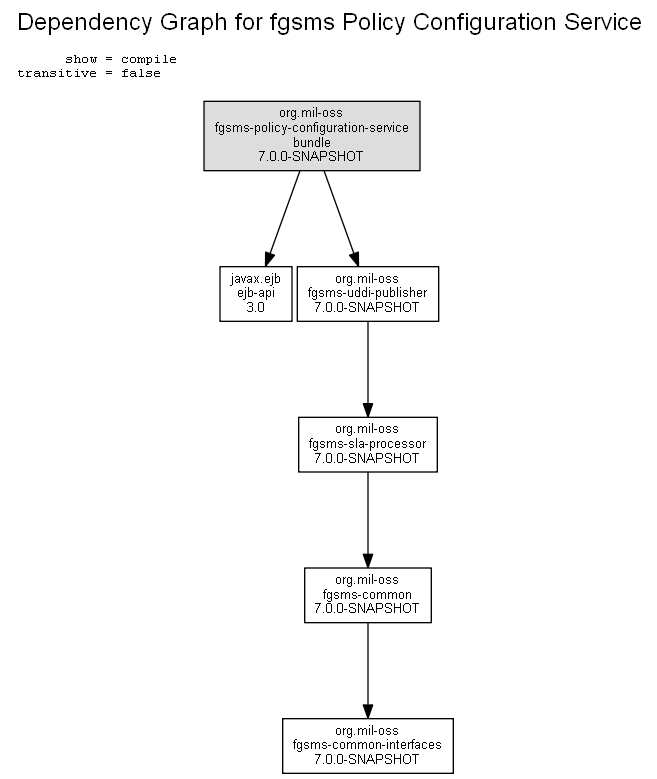 Dependency Graph for fgsms Policy Configuration Service
show = compile
transitive = false
org.mil-oss
fgsms-policy-configuration-service
bundle
7.0.0-SNAPSHOT
javax.ejb
ejb-api
3.0
org.mil-oss
fgsms-uddi-publisher
7.0.0-SNAPSHOT
org.mil-oss
fgsms-sla-processor
7.0.0-SNAPSHOT
org.mil-oss
fgsms-common
7.0.0-SNAPSHOT
org.mil-oss
fgsms-common-interfaces
7.0.0-SNAPSHOT